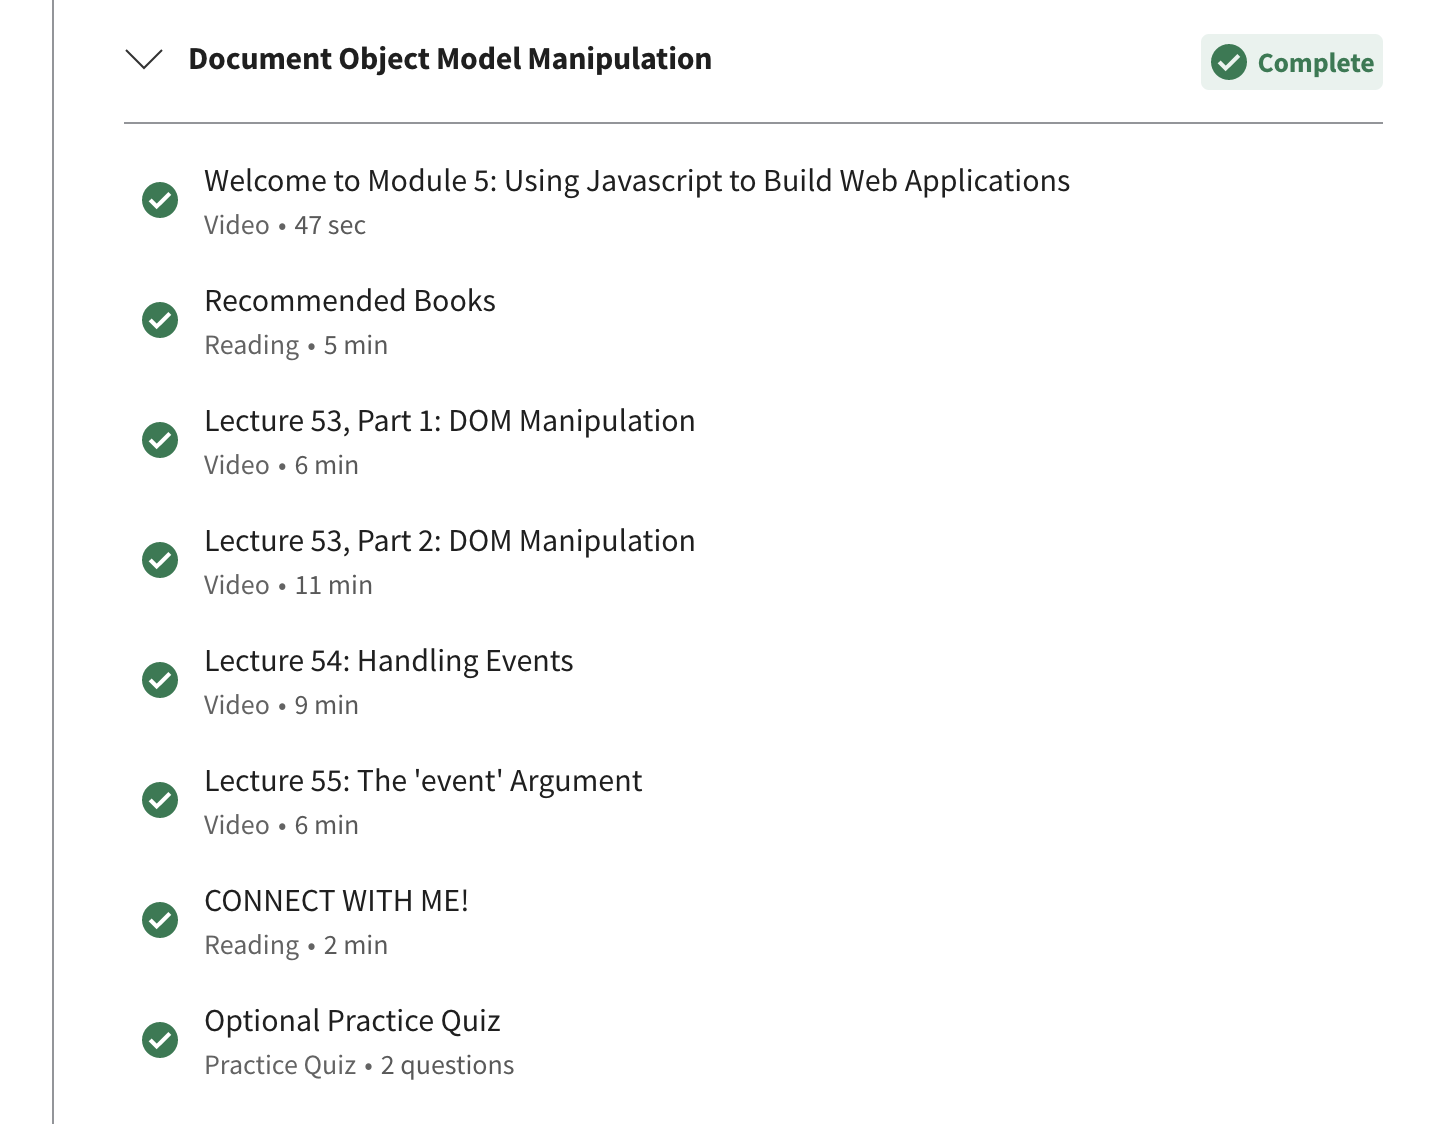 Document Object Model Manipulation
Complete
Welcome to Module 5: Using Javascript to Build Web Applications
Video • 47 sec
Recommended Books
Reading • 5 min
Lecture 53, Part 1: DOM Manipulation
Video • 6 min
Lecture 53, Part 2: DOM Manipulation
Video • 11 min
Lecture 54: Handling Events
Video • 9 min
Lecture 55: The 'event' Argument
Video • 6 min
CONNECT WITH ME!
Reading • 2 min
Optional Practice Quiz
Practice Quiz • 2 questions